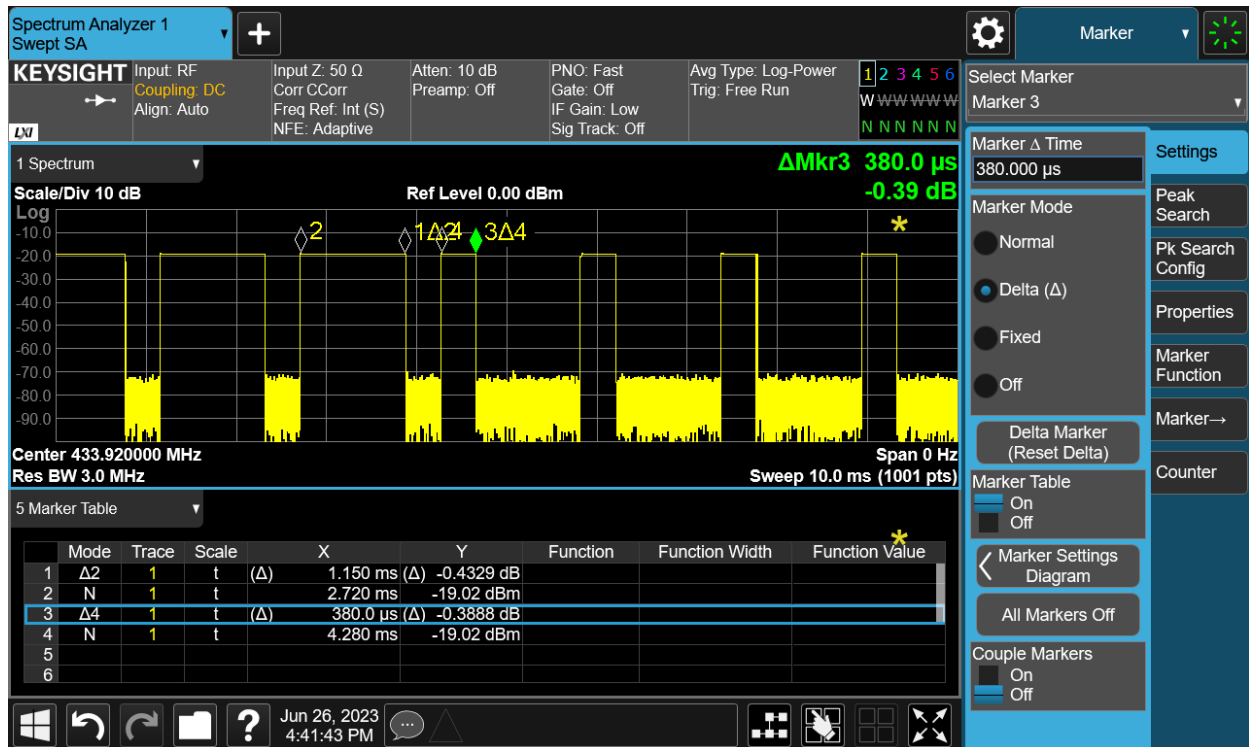 Spectrum Analyzer 1
Swept SA
Marker
KEYSIGHT
LXI
Input: RF
Coupling: DC
Align: Auto
Input Z: 50 Ω
Corr CCorr
Freq Ref: Int (S)
NFE: Adaptive
Atten: 10 dB
Preamp: Off
PNO: Fast
Gate: Off
IF Gain: Low
Sig Track: Off
Avg Type: Log-Power
Trig: Free Run
1 2 3 4 5 6
W W W W W W
N N N N N N
Select Marker
Marker 3
1 Spectrum
ΔMkr3 380.0 µs
-0.39 dB
Scale/Div 10 dB
Ref Level 0.00 dBm
Log
-10.0
-20.0
-30.0
-40.0
-50.0
-60.0
-70.0
-80.0
-90.0
2
1Δ2
4
3Δ4
*
Center 433.920000 MHz
Res BW 3.0 MHz
Span 0 Hz
Sweep 10.0 ms (1001 pts)
5 Marker Table
*
Mode Trace Scale X Y Function Function Width Function Value
1 Δ2 1 t (Δ) 1.150 ms (Δ) -0.4329 dB
2 N 1 t 2.720 ms -19.02 dBm
3 Δ4 1 t (Δ) 380.0 µs (Δ) -0.3888 dB
4 N 1 t 4.280 ms -19.02 dBm
5
6
Marker Δ Time
380.000 µs
Marker Mode
Normal
Delta (Δ)
Fixed
Off
Delta Marker
(Reset Delta)
Marker Table
On
Off
Marker Settings
Diagram
All Markers Off
Couple Markers
On
Off
Settings
Peak
Search
Pk Search
Config
Properties
Marker
Function
Marker→
Counter
?
Jun 26, 2023
4:41:43 PM